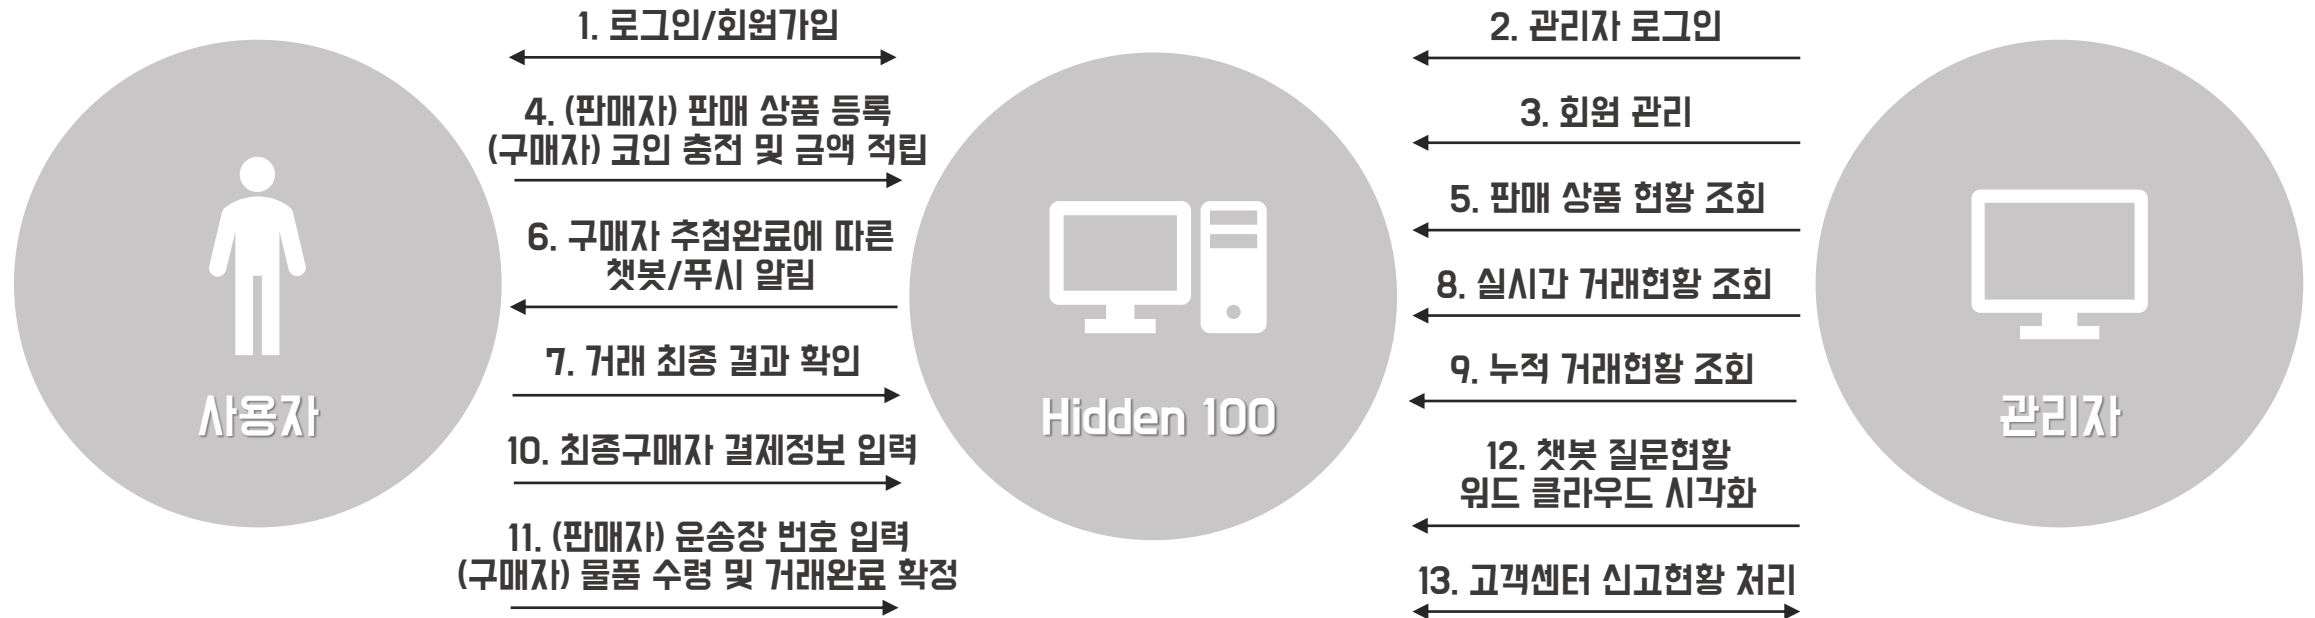 1. 로그인/회원가입
4. (판매자) 판매 상품 등록
(구매자) 코인 충전 및 금액 적립
6. 구매자 추첨완료에 따른
챗봇/푸시 알림
7. 거래 최종 결과 확인
10. 최종구매자 결제정보 입력
11. (판매자) 운송장 번호 입력
(구매자) 물품 수령 및 거래완료 확정
사용자
Hidden 100
2. 관리자 로그인
3. 회원 관리
5. 판매 상품 현황 조회
8. 실시간 거래현황 조회
9. 누적 거래현황 조회
12. 챗봇 질문현황
워드 클라우드 시각화
13. 고객센터 신고현황 처리
관리자